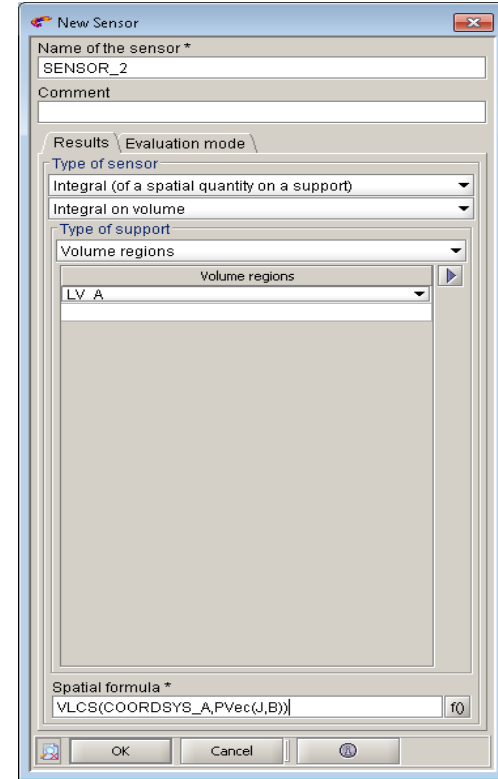 New Sensor
Name of the sensor *
SENSOR_2
Comment
Results Evaluation mode
Type of sensor
Integral (of a spatial quantity on a support)
Integral on volume
Type of support
Volume regions
Volume regions
LV_A
Spatial formula *
VLCS(COORDSYS_A,PVec(J,B)) f()
OK Cancel